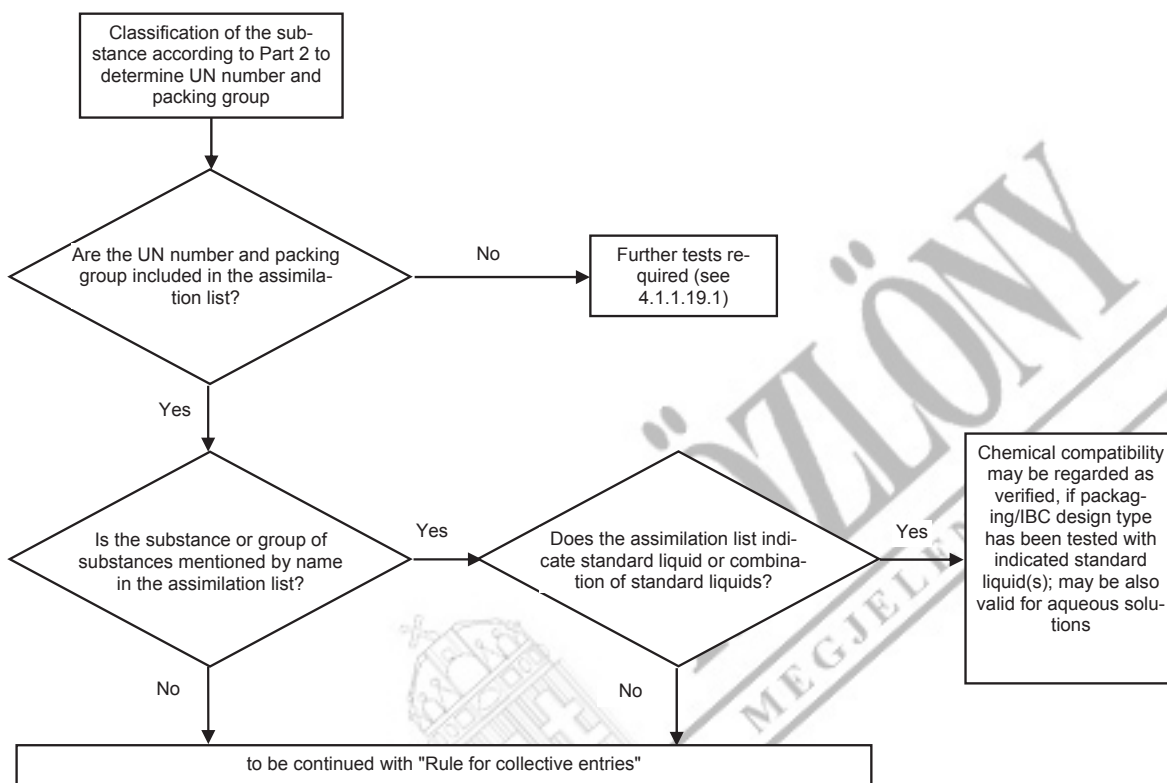 Classification of the sub-
stance according to Part 2 to
determine UN number and
packing group
Are the UN number and packing
group included in the assimila-
tion list?
No
Further tests re-
quired (see
4.1.1.19.1)
Yes
Is the substance or group of
substances mentioned by name
in the assimilation list?
Yes
Does the assimilation list indi-
cate standard liquid or combina-
tion of standard liquids?
Yes
Chemical compatibility
may be regarded as
verified, if packag-
ing/IBC design type
has been tested with
indicated standard
liquid(s); may be also
valid for aqueous solu-
tions
No
No
to be continued with "Rule for collective entries"
ÖZLÖNY
MEGJELEN